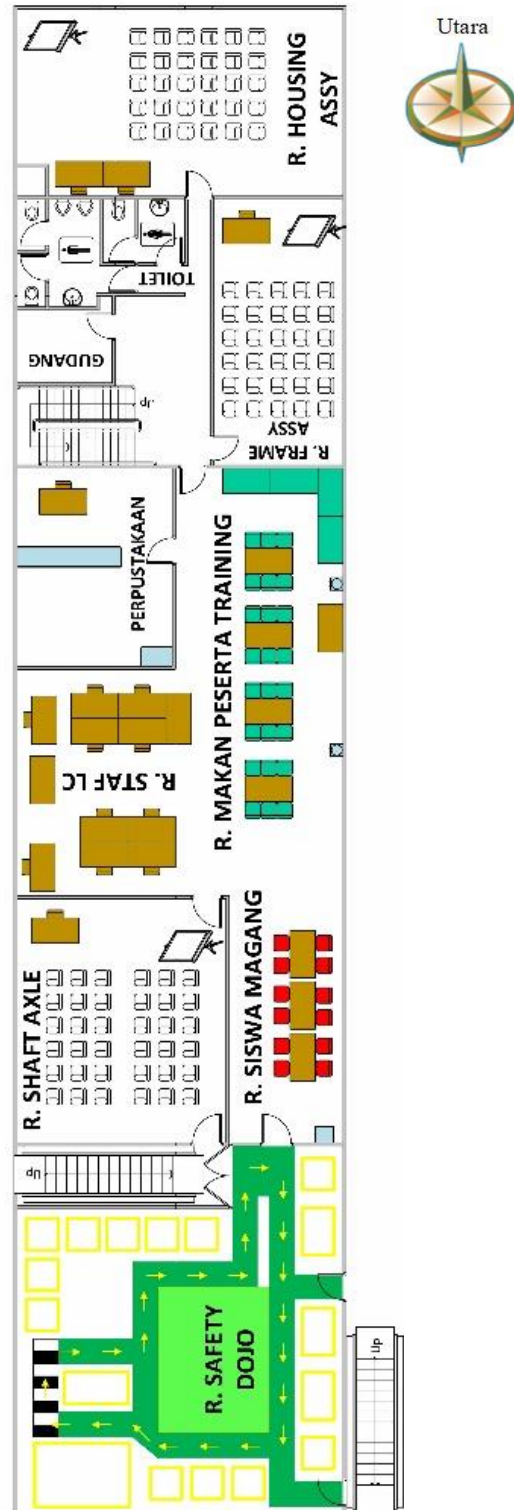 Utara
R. HOUSING
ASSY
TOILET
GUDANG
Up
R. FRAME
ASSY
PERPUSTAKAAN
R. MAKAN PESERTA TRAINING
R. STAF LC
R. SHAFT AXLE
R. SISWA MAGANG
Up
R. SAFETY
DOJO
Up